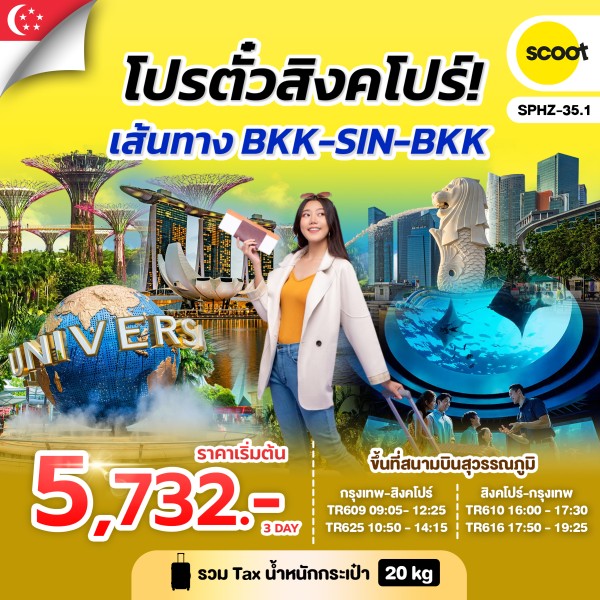 scoot
SPHZ-35.1
โปรตั๋วสิงคโปร์!
เส้นทาง BKK-SIN-BKK
UNIVERS
ราคาเริ่มต้น
5,732.-
3 DAY
ขึ้นที่สนามบินสุวรรณภูมิ
กรุงเทพ-สิงคโปร์
TR609 09:05- 12:25
TR625 10:50 - 14:15
สิงคโปร์-กรุงเทพ
TR610 16:00 - 17:30
TR616 17:50 - 19:25
รวม Tax น้ำหนักกระเป๋า 20 kg